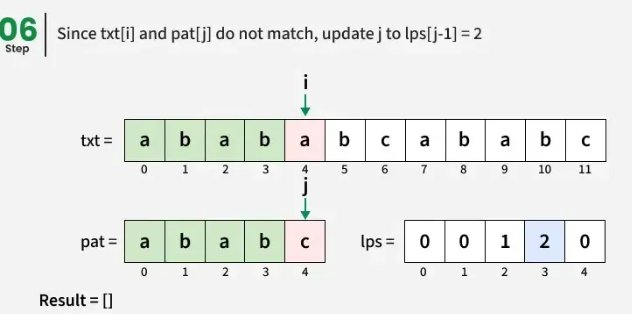 06
Step
Since txt[i] and pat[j] do not match, update j to lps[j-1] = 2
i
txt = a b a b a b c a b a b c
0 1 2 3 4 5 6 7 8 9 10 11
j
pat = a b a b c lps = 0 0 1 2 0
0 1 2 3 4 0 1 2 3 4
Result = []